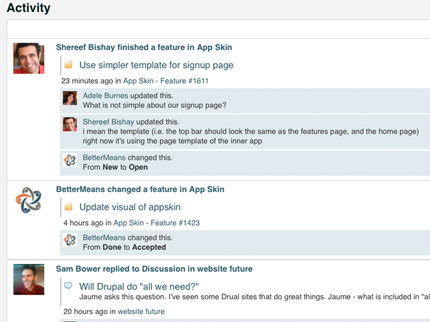 Activity
Shereef Bishay finished a feature in App Skin
Use simpler template for signup page
23 minutes ago in App Skin - Feature #1611
Adele Burnes updated this.
What is not simple about our signup page?
Shereef Bishay updated this.
i mean the template (i.e. the top bar should look the same as the features page, and the home page)
right now it's using the page template of the inner app
BetterMeans changed this.
From New to Open
BetterMeans changed a feature in App Skin
Update visual of appskin
4 hours ago in App Skin - Feature #1423
BetterMeans changed this.
From Done to Accepted
Sam Bower replied to Discussion in website future
Will Drupal do "all we need?"
Jaume asks this question. I've seen some Drual sites that do great things. Jaume - what is included in "al
20 hours ago in website future